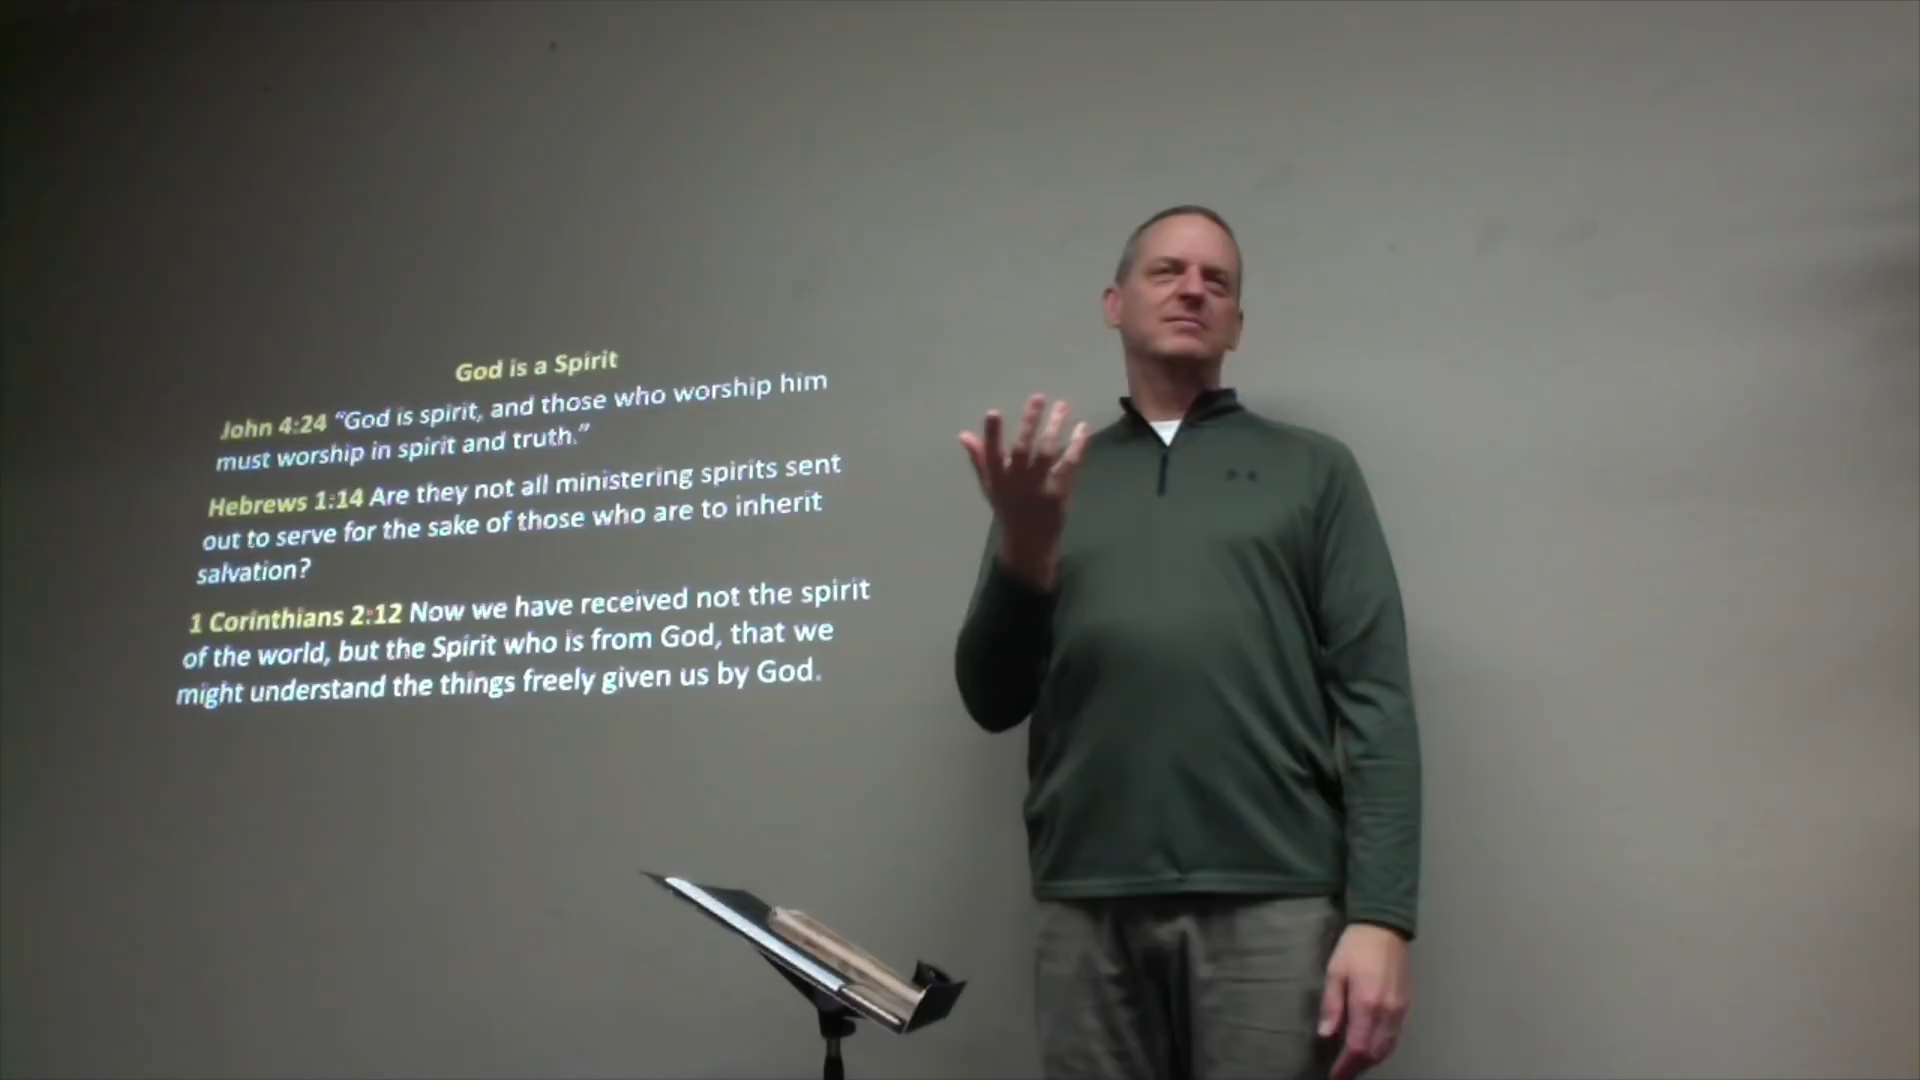 God is a Spirit
John 4:24 “God is spirit, and those who worship him
must worship in spirit and truth.”
Hebrews 1:14 Are they not all ministering spirits sent
out to serve for the sake of those who are to inherit
salvation?
1 Corinthians 2:12 Now we have received not the spirit
of the world, but the Spirit who is from God, that we
might understand the things freely given us by God.